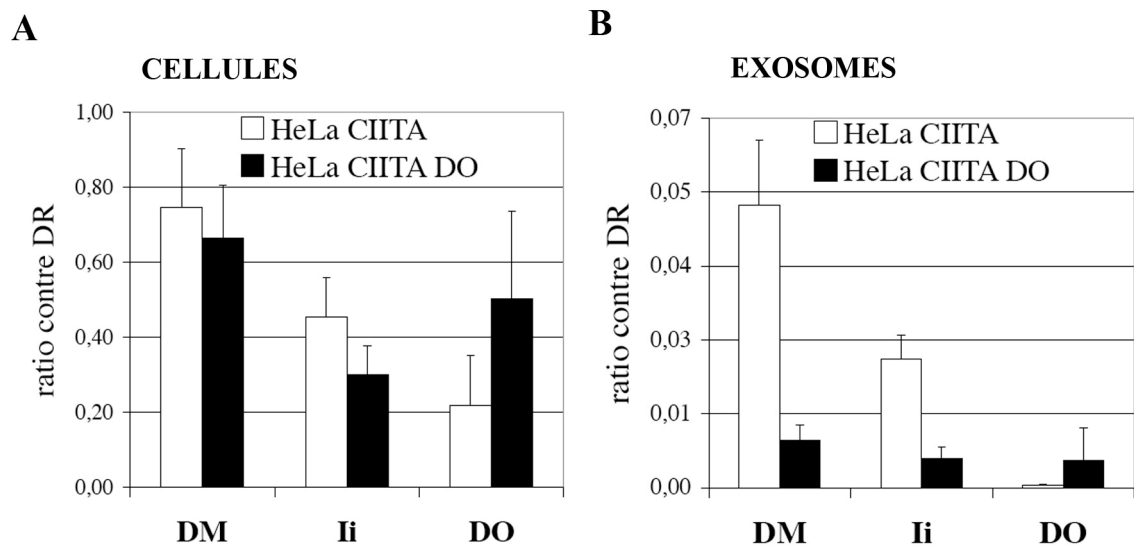 A
CELLULES
HeLa CIITA
HeLa CIITA DO
ratio contre DR
1,00
0,80
0,60
0,40
0,20
0,00
DM
Ii
DO
B
EXOSOMES
HeLa CIITA
HeLa CIITA DO
ratio contre DR
0,07
0,05
0,04
0,03
0,01
0,00
DM
Ii
DO